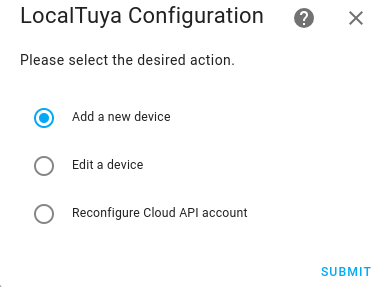 LocalTuya Configuration
Please select the desired action.
Add a new device
Edit a device
Reconfigure Cloud API account
SUBMIT